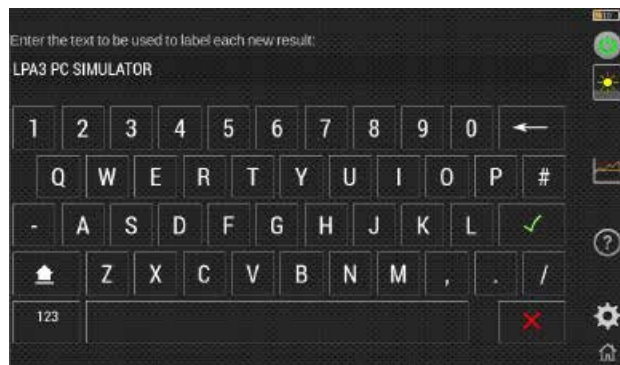 Enter the text to be used to label each new result:
LPA3 PC SIMULATOR
1 2 3 4 5 6 7 8 9 0
Q W E R T Y U I O P #
- A S D F G H J K L
Z X C V B N M , . /
123
?